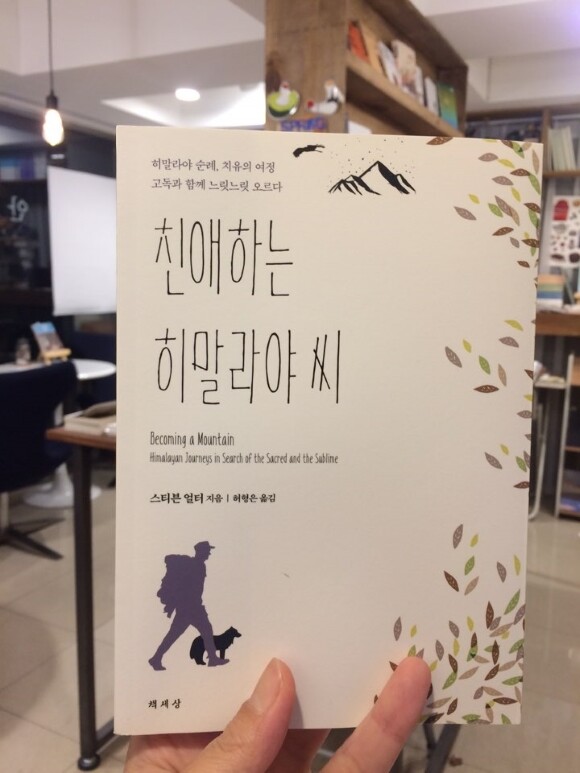 히말라야 순례, 치유의 여정
고독과 함께 느릿느릿 오르다
친애하는
히말라야 씨
Becoming a Mountain
Himalayan Journeys in Search of the Sacred and the Sublime
스티븐 얼터 지음 | 허형은 옮김
책세상